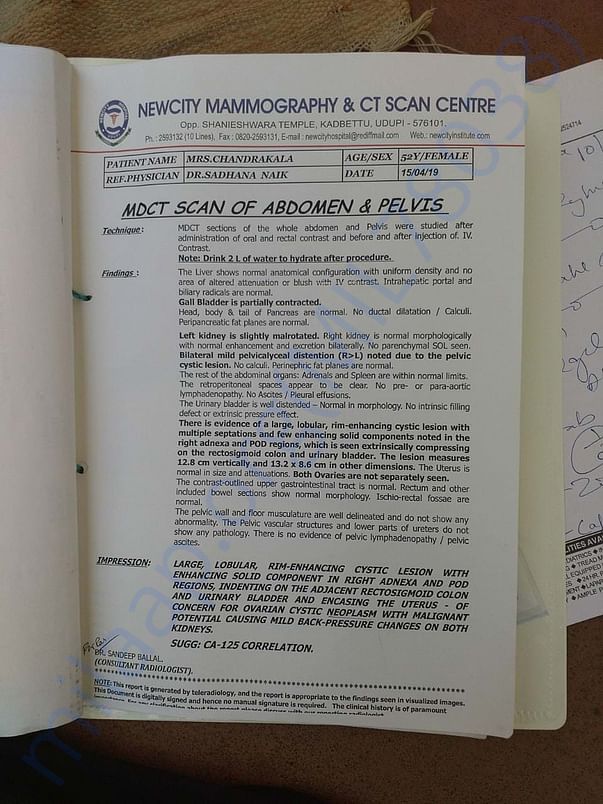 NEWCITY MAMMOGRAPHY & CT SCAN CENTRE
Opp. SHANIESHWARA TEMPLE, KADBETTU, UDUPI - 576101.
Ph.: 2593132 (10 Lines), Fax : 0820-2593131, E-mail : newcityhospital@rediffmail.com Web.: newcityinstitute.com
PATIENT NAME MRS.CHANDRAKALA AGE/SEX 52Y/FEMALE
REF.PHYSICIAN DR.SADHANA NAIK DATE 15/04/19
MDCT SCAN OF ABDOMEN & PELVIS
Technique : MDCT sections of the whole abdomen and Pelvis were studied after
administration of oral and rectal contrast and before and after injection of. IV.
Contrast.
Note: Drink 2 L of water to hydrate after procedure.
Findings : The Liver shows normal anatomical configuration with uniform density and no
area of altered attenuation or blush with IV contrast. Intrahepatic portal and
biliary radicals are normal.
Gall Bladder is partially contracted.
Head, body & tail of Pancreas are normal. No ductal dilatation / Calculi.
Peripancreatic fat planes are normal.
Left kidney is slightly malrotated. Right kidney is normal morphologically
with normal enhancement and excretion bilaterally. No parenchymal SOL seen.
Bilateral mild pelvicalyceal distention (R>L) noted due to the pelvic
cystic lesion. No calculi. Perinephric fat planes are normal.
The rest of the abdominal organs: Adrenals and Spleen are within normal limits.
The retroperitoneal spaces appear to be clear. No pre- or para-aortic
lymphadenopathy. No Ascites / Pleural effusions.
The Urinary bladder is well distended – Normal in morphology. No intrinsic filling
defect or extrinsic pressure effect.
There is evidence of a large, lobular, rim-enhancing cystic lesion with
multiple septations and few enhancing solid components noted in the
right adnexa and POD regions, which is seen extrinsically compressing
on the rectosigmoid colon and urinary bladder. The lesion measures
12.8 cm vertically and 13.2 x 8.6 cm in other dimensions. The Uterus is
normal in size and attenuations. Both Ovaries are not separately seen.
The contrast-outlined upper gastrointestinal tract is normal. Rectum and other
included bowel sections show normal morphology. Ischio-rectal fossae are
normal.
The pelvic wall and floor musculature are well delineated and do not show any
abnormality. The Pelvic vascular structures and lower parts of ureters do not
show any pathology. There is no evidence of pelvic lymphadenopathy / pelvic
ascites.
IMPRESSION: LARGE, LOBULAR, RIM-ENHANCING CYSTIC LESION WITH
ENHANCING SOLID COMPONENT IN RIGHT ADNEXA AND POD
REGIONS, INDENTING ON THE ADJACENT RECTOSIGMOID COLON
AND URINARY BLADDER AND ENCASING THE UTERUS - OF
CONCERN FOR OVARIAN CYSTIC NEOPLASM WITH MALIGNANT
POTENTIAL CAUSING MILD BACK-PRESSURE CHANGES ON BOTH
KIDNEYS.
SUGG: CA-125 CORRELATION.
DR. SANDEEP BALLAL.
(CONSULTANT RADIOLOGIST).
NOTE: This report is generated by teleradiology, and the report is appropriate to the findings seen in visualized images.
This Document is digitally signed and hence no manual signature is required. The clinical history is of paramount